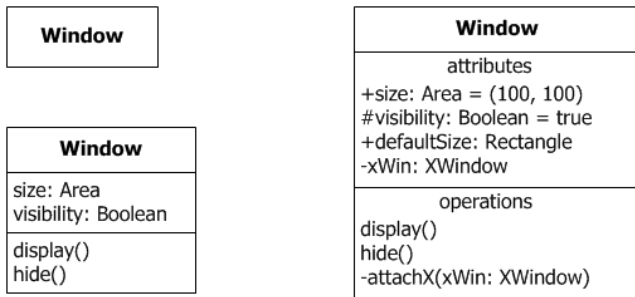 Window
Window
size: Area
visibility: Boolean
display()
hide()
Window
attributes
+size: Area = (100, 100)
#visibility: Boolean = true
+defaultSize: Rectangle
-xWin: XWindow
operations
display()
hide()
-attachX(xWin: XWindow)